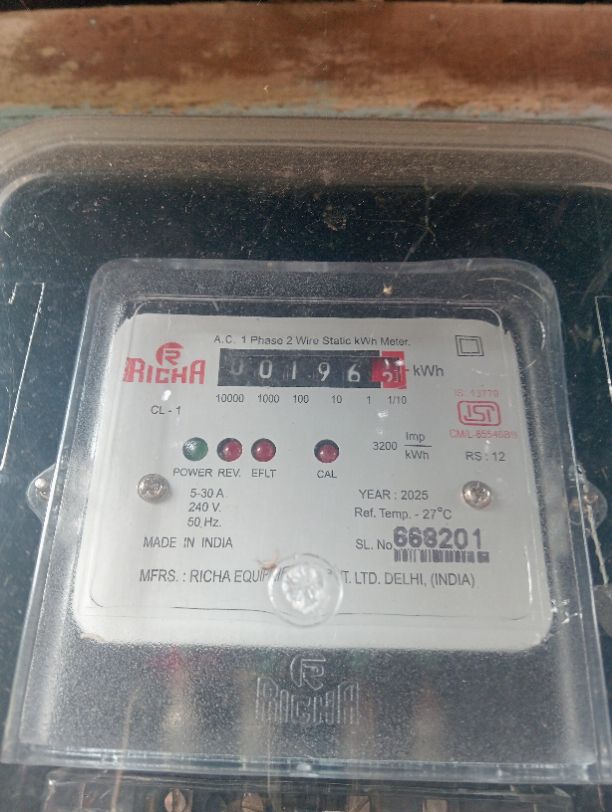 A.C. 1 Phase 2 Wire Static kWh Meter.
RICHA
00196 kWh
10000 1000 100 10 1 1/10
CL - 1
IS: 13779
ISI
3200 Imp/kWh
RS : 12
POWER REV. EFLT CAL
5-30 A.
240 V.
50 Hz.
YEAR : 2025
Ref. Temp. - 27°C
MADE IN INDIA
SL. No 668201
MFRS. : RICHA LTD. DELHI, (INDIA)
RICHA